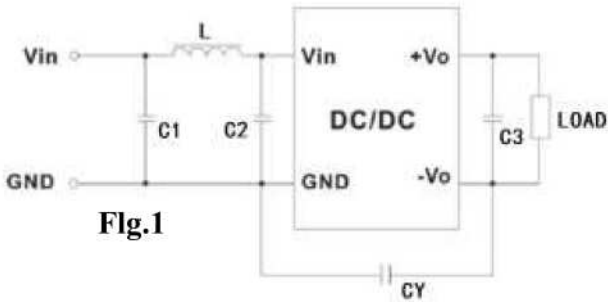 L
Vin
Vin
+Vo
C1
C2
DC/DC
C3
LOAD
GND
GND
-Vo
Flg.1
CY